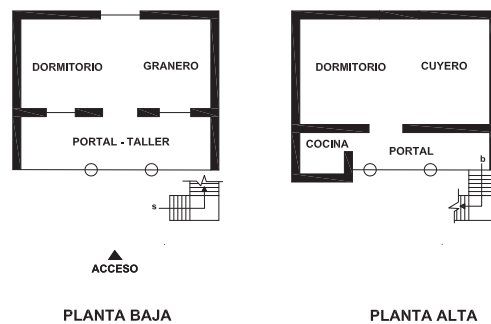 DORMITORIO GRANERO
PORTAL - TALLER
s
ACCESO
PLANTA BAJA
DORMITORIO CUYERO
COCINA
PORTAL
b
PLANTA ALTA